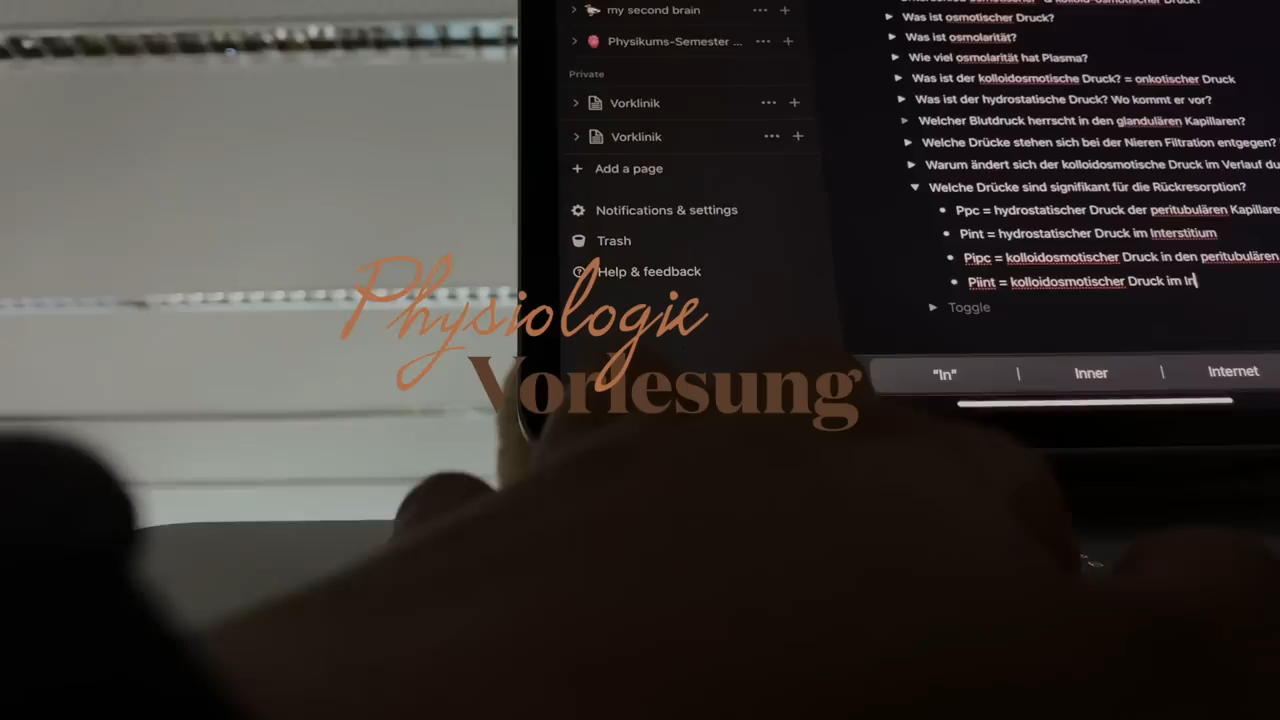 my second brain
Physikums-Semester ...
Private
Vorklinik
Vorklinik
Add a page
Notifications & settings
Trash
Help & feedback
Was ist osmotischer Druck?
Was ist osmolarität?
Wie viel osmolarität hat Plasma?
Was ist der kolloidosmotische Druck? = onkotischer Druck
Was ist der hydrostatische Druck? Wo kommt er vor?
Welcher Blutdruck herrscht in den glandulären Kapillaren?
Welche Drücke stehen sich bei der Nieren Filtration entgegen?
Warum ändert sich der kolloidosmotische Druck im Verlauf du
Welche Drücke sind signifikant für die Rückresorption?
Ppc = hydrostatischer Druck der peritubulären Kapillare
Pint = hydrostatischer Druck im Interstitium
Pipc = kolloidosmotischer Druck in den peritubulären
Piint = kolloidosmotischer Druck im In
Toggle
"In"
Inner
Internet
Physiologie
Vorlesung